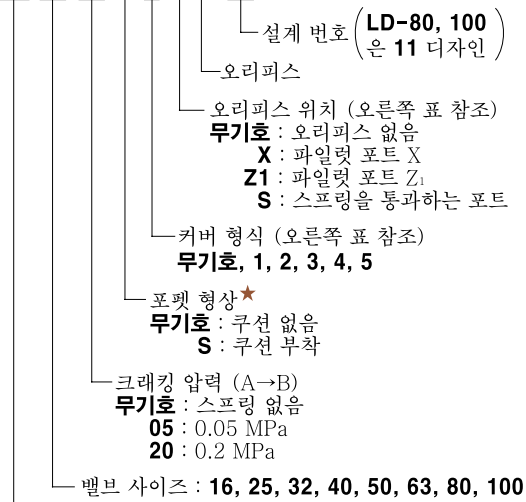 설계 번호 (LD-80, 100
은 11 디자인)
오리피스
오리피스 위치 (오른쪽 표 참조)
무기호 : 오리피스 없음
X : 파일럿 포트 X
Z1 : 파일럿 포트 Z₁
S : 스프링을 통과하는 포트
커버 형식 (오른쪽 표 참조)
무기호, 1, 2, 3, 4, 5
포펫 형상★
무기호 : 쿠션 없음
S : 쿠션 부착
크래킹 압력 (A→B)
무기호 : 스프링 없음
05 : 0.05 MPa
20 : 0.2 MPa
밸브 사이즈 : 16, 25, 32, 40, 50, 63, 80, 100